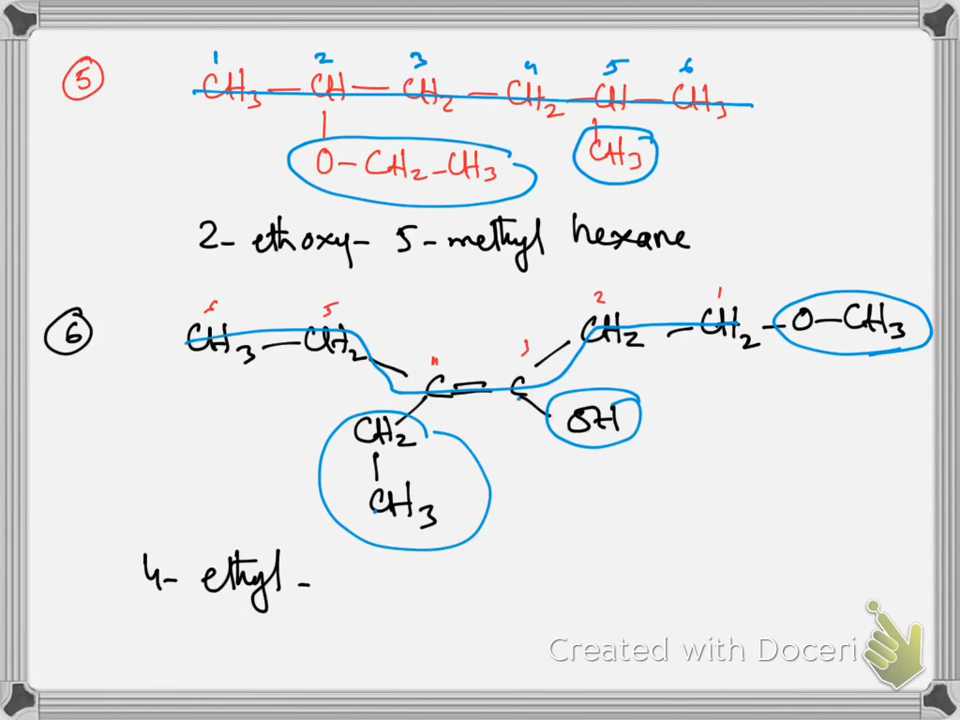 5
1 2 3 4 5 6
CH3 — CH — CH2 — CH2 — CH — CH3
O — CH2 — CH3 CH3
2- ethoxy- 5-methyl hexane
6
6 5 2 1
CH3 — CH2 CH2 — CH2 — O — CH3
4 3
C = C
CH2 OH
CH3
4- ethyl -
Created with Doceri